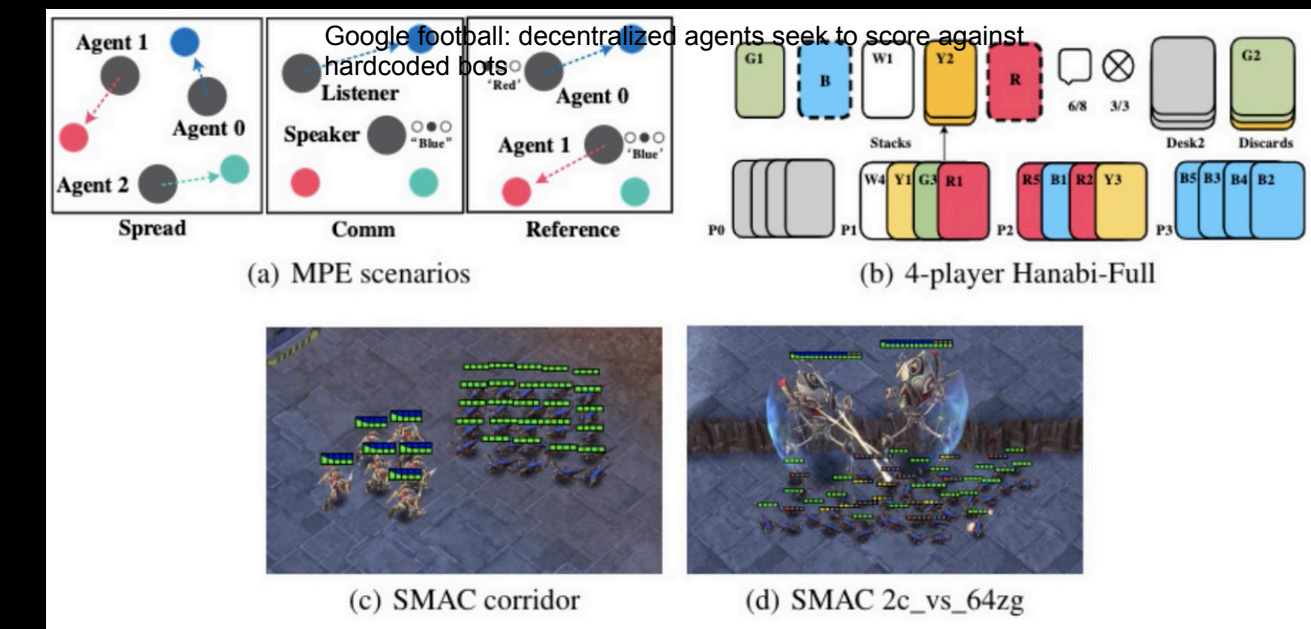 Google football: decentralized agents seek to score against
hardcoded bots
Agent 1
Agent 0
Agent 2
Spread
Listener
Speaker
"Blue"
Comm
'Red'
Agent 0
Agent 1
'Blue'
Reference
(a) MPE scenarios
G1
B
W1
Y2
R
6/8
3/3
G2
Stacks
Desk2
Discards
P0
P1
W4 Y1 G3 R1
P2
R5 B1 R2 Y3
P3
B5 B3 B4 B2
(b) 4-player Hanabi-Full
(c) SMAC corridor
(d) SMAC 2c_vs_64zg